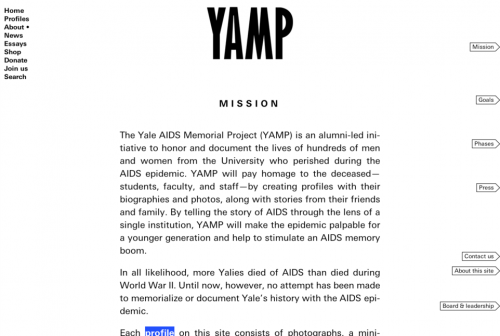 Home
Profiles
About •
News
Essays
Shop
Donate
Join us
Search
YAMP
Mission
Goals
Phases
Press
Contact us
About this site
Board & leadership
MISSION
The Yale AIDS Memorial Project (YAMP) is an alumni-led ini-
tiative to honor and document the lives of hundreds of men
and women from the University who perished during the
AIDS epidemic. YAMP will pay homage to the deceased—
students, faculty, and staff—by creating profiles with their
biographies and photos, along with stories from their friends
and family. By telling the story of AIDS through the lens of a
single institution, YAMP will make the epidemic palpable for
a younger generation and help to stimulate an AIDS memory
boom.
In all likelihood, more Yalies died of AIDS than died during
World War II. Until now, however, no attempt has been made
to memorialize or document Yale's history with the AIDS epi-
demic.
Each profile on this site consists of photographs, a mini-